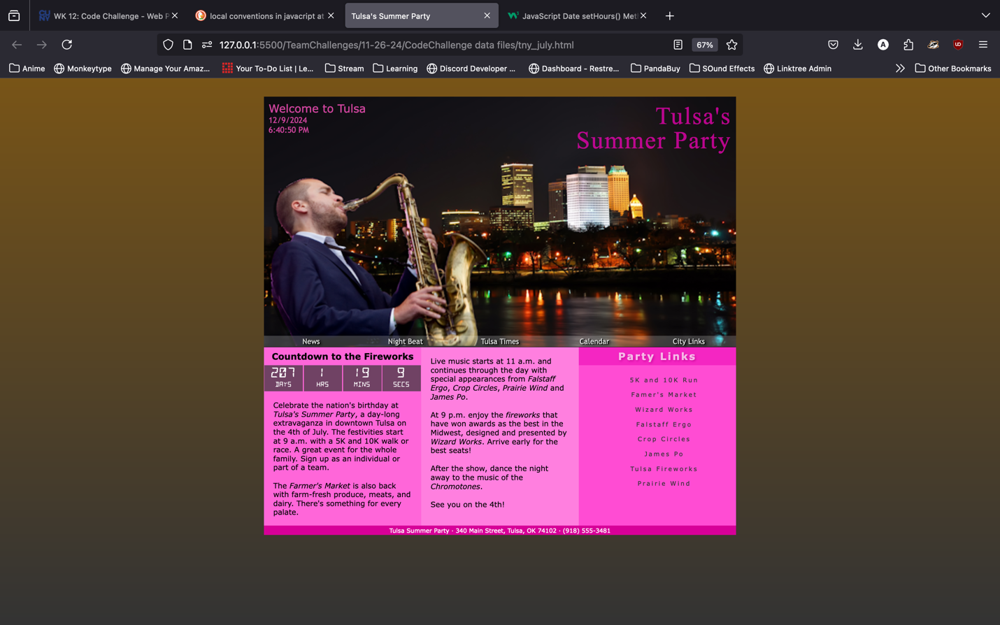 WK 12: Code Challenge - Web P
local conventions in javacript at
Tulsa's Summer Party
JavaScript Date setHours() Met
127.0.0.1:5500/TeamChallenges/11-26-24/CodeChallenge data files/tny_july.html
67%
Anime
Monkeytype
Manage Your Amaz...
Your To-Do List | Le...
Stream
Learning
Discord Developer ...
Dashboard - Restre...
PandaBuy
SOund Effects
Linktree Admin
Other Bookmarks
Welcome to Tulsa
12/9/2024
6:40:50 PM
Tulsa's
Summer Party
News
Night Beat
Tulsa Times
Calendar
City Links
Countdown to the Fireworks
207 1 19 9
DAYS HRS MINS SECS
Celebrate the nation's birthday at
Tulsa's Summer Party, a day-long
extravaganza in downtown Tulsa on
the 4th of July. The festivities start
at 9 a.m. with a 5K and 10K walk or
race. A great event for the whole
family. Sign up as an individual or
part of a team.
The Farmer's Market is also back
with farm-fresh produce, meats, and
dairy. There's something for every
palate.
Live music starts at 11 a.m. and
continues through the day with
special appearances from Falstaff
Ergo, Crop Circles, Prairie Wind and
James Po.
At 9 p.m. enjoy the fireworks that
have won awards as the best in the
Midwest, designed and presented by
Wizard Works. Arrive early for the
best seats!
After the show, dance the night
away to the music of the
Chromotones.
See you on the 4th!
Party Links
5K and 10K Run
Famer's Market
Wizard Works
Falstaff Ergo
Crop Circles
James Po
Tulsa Fireworks
Prairie Wind
Tulsa Summer Party · 340 Main Street, Tulsa, OK 74102 · (918) 555-3481